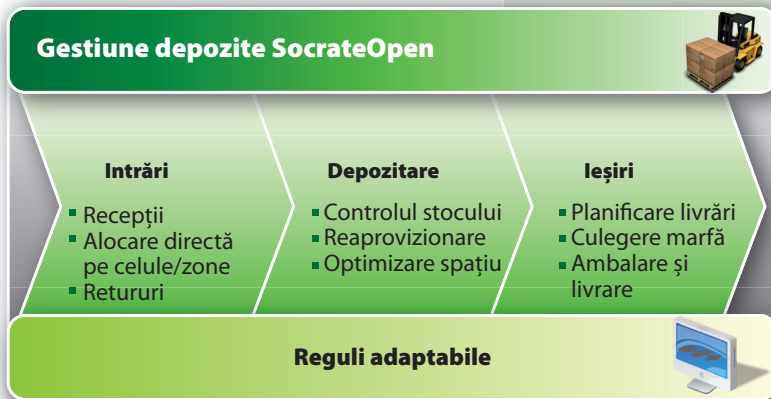 Gestiune depozite SocrateOpen
Intrări
Recepții
Alocare directă
pe celule/zone
Retururi
Depozitare
Controlul stocului
Reaprovizionare
Optimizare spațiu
Ieșiri
Planificare livrări
Culegere marfă
Ambalare și
livrare
Reguli adaptabile